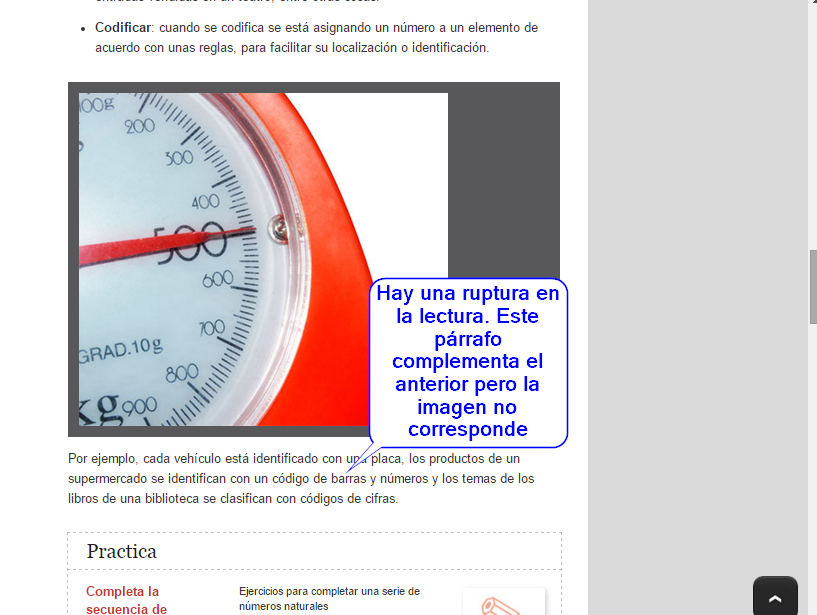 Codificar: cuando se codifica se está asignando un número a un elemento de
acuerdo con unas reglas, para facilitar su localización o identificación.
100g
200
300
400
500
600
700
GRAD.10g
800
kg 900
Hay una ruptura en
la lectura. Este
párrafo
complementa el
anterior pero la
imagen no
corresponde
Por ejemplo, cada vehículo está identificado con una placa, los productos de un
supermercado se identifican con un código de barras y números y los temas de los
libros de una biblioteca se clasifican con códigos de cifras.
Practica
Completa la
secuencia de
Ejercicios para completar una serie de
números naturales